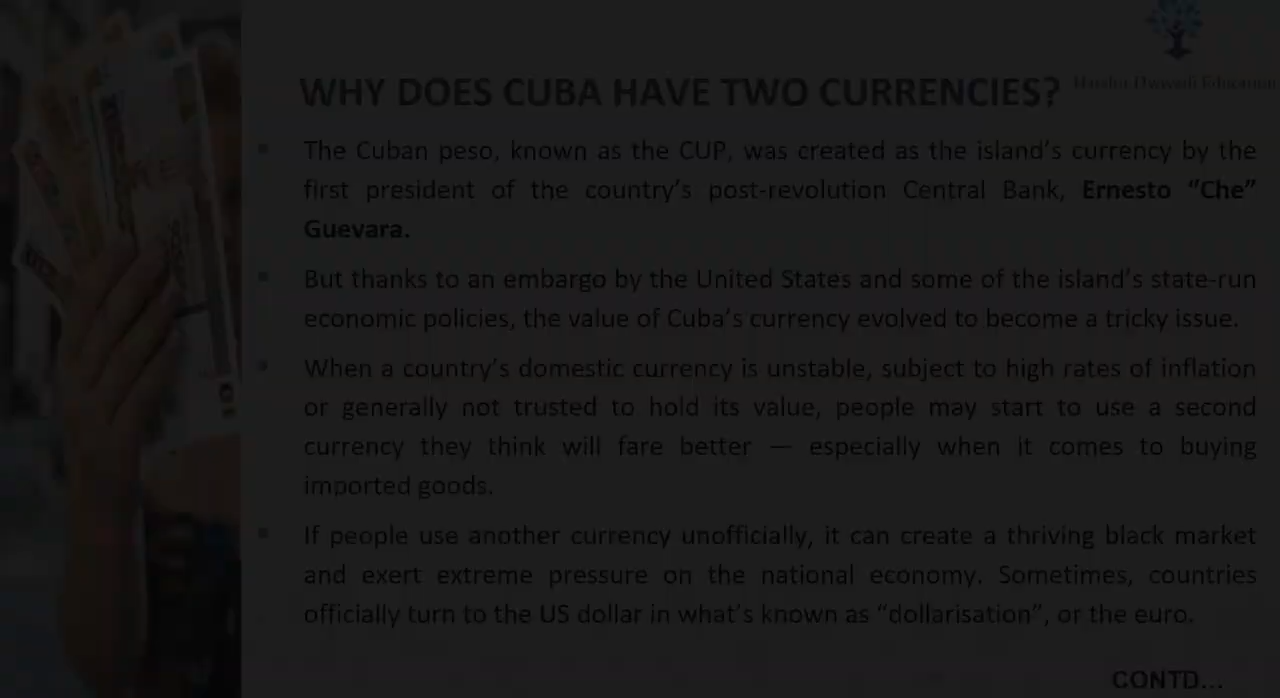 WHY DOES CUBA HAVE TWO CURRENCIES?
The Cuban peso, known as the CUP, was created as the island's currency by the
first president of the country's post-revolution Central Bank, Ernesto "Che"
Guevara.
But thanks to an embargo by the United States and some of the island's state-run
economic policies, the value of Cuba's currency evolved to become a tricky issue.
When a country's domestic currency is unstable, subject to high rates of inflation
or generally not trusted to hold its value, people may start to use a second
currency they think will fare better — especially when it comes to buying
imported goods.
If people use another currency unofficially, it can create a thriving black market
and exert extreme pressure on the national economy. Sometimes, countries
officially turn to the US dollar in what's known as "dollarisation", or the euro.
CONTD...